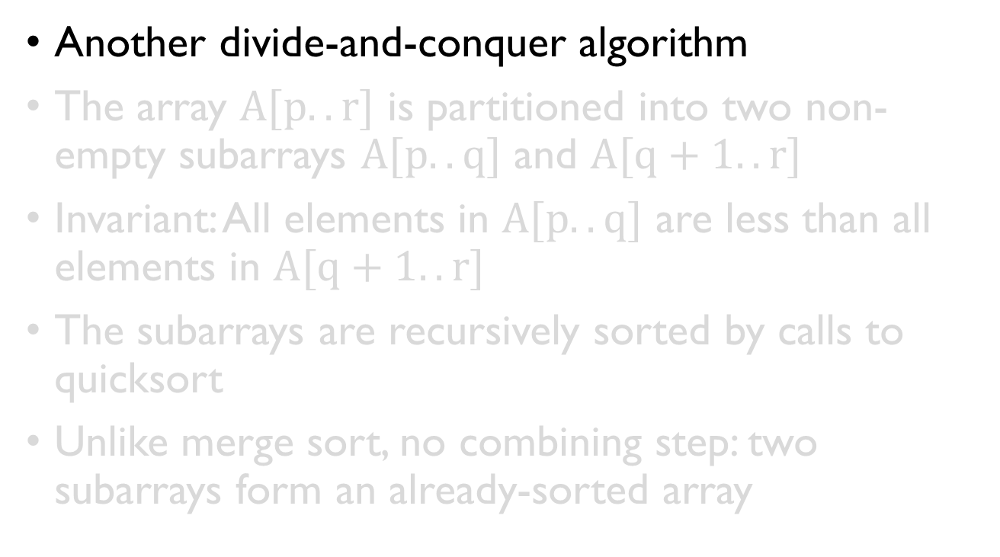 • Another divide-and-conquer algorithm
• The array A[p. . r] is partitioned into two non-
empty subarrays A[p. . q] and A[q + 1. . r]
• Invariant: All elements in A[p. . q] are less than all
elements in A[q + 1. . r]
• The subarrays are recursively sorted by calls to
quicksort
• Unlike merge sort, no combining step: two
subarrays form an already-sorted array